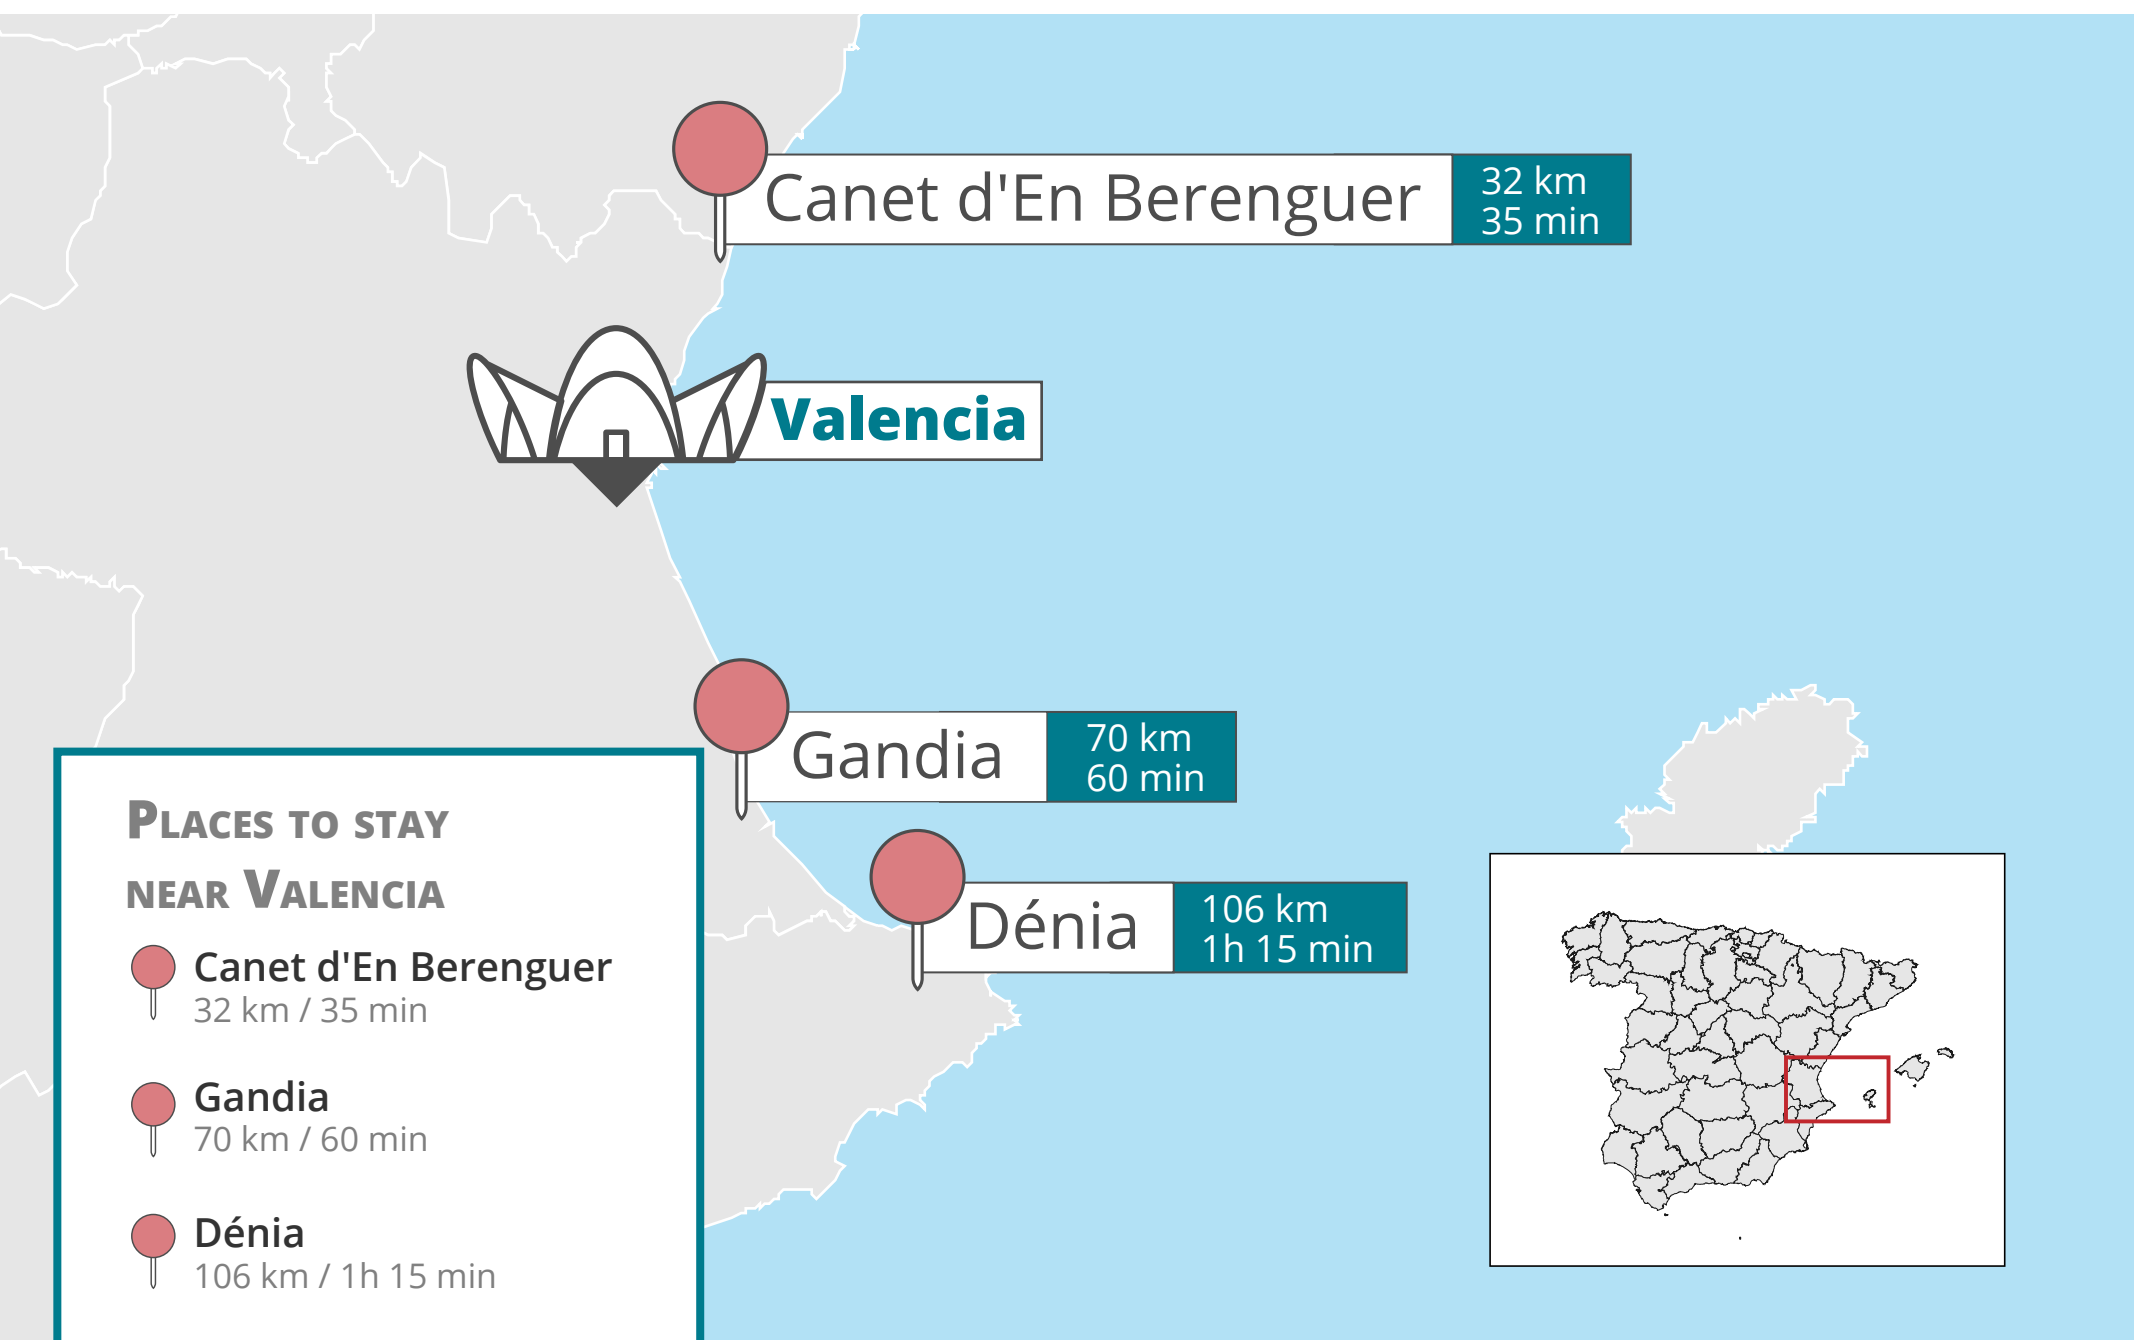 Canet d'En Berenguer
32 km
35 min
Valencia
Gandia
70 km
60 min
Dénia
106 km
1h 15 min
Places to stay
near Valencia
Canet d'En Berenguer
32 km / 35 min
Gandia
70 km / 60 min
Dénia
106 km / 1h 15 min